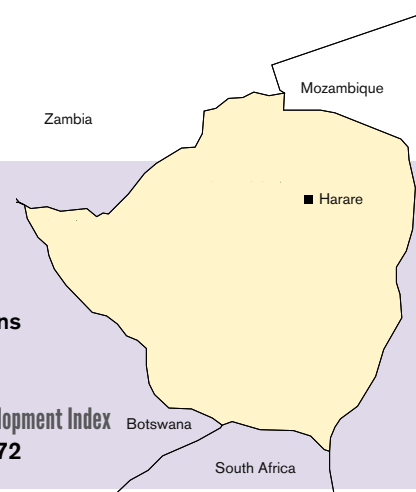 Mozambique
Zambia
Harare
ns
lopment Index
72
Botswana
South Africa